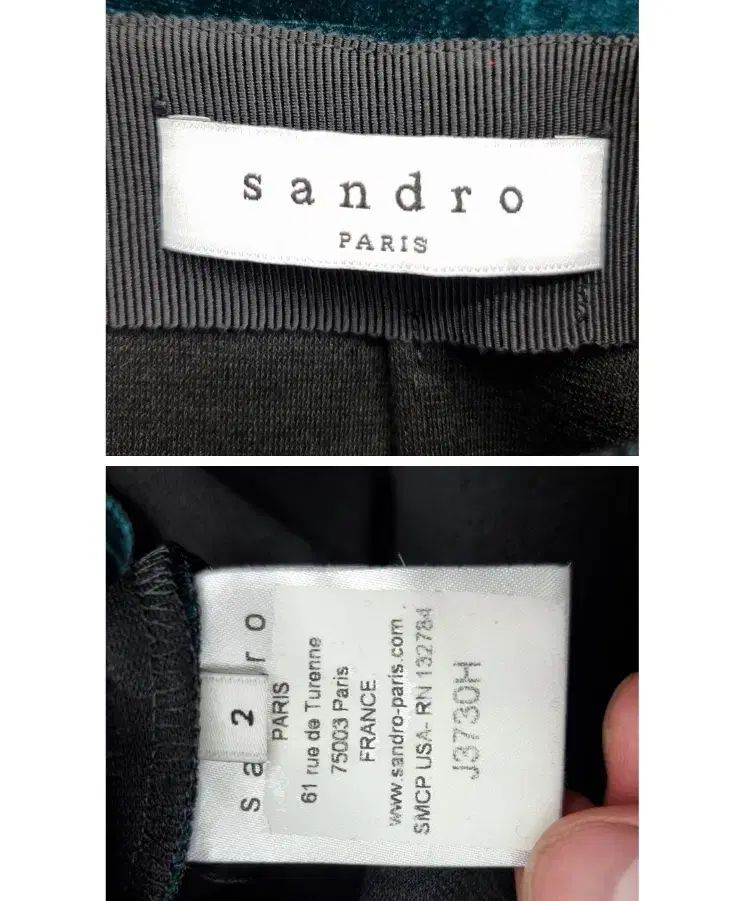 sandro
PARIS
sandro
2
PARIS
61 rue de Turenne
75003 Paris
FRANCE
www.sandro-paris.com
SMCP USA- RN 132784
J3730H